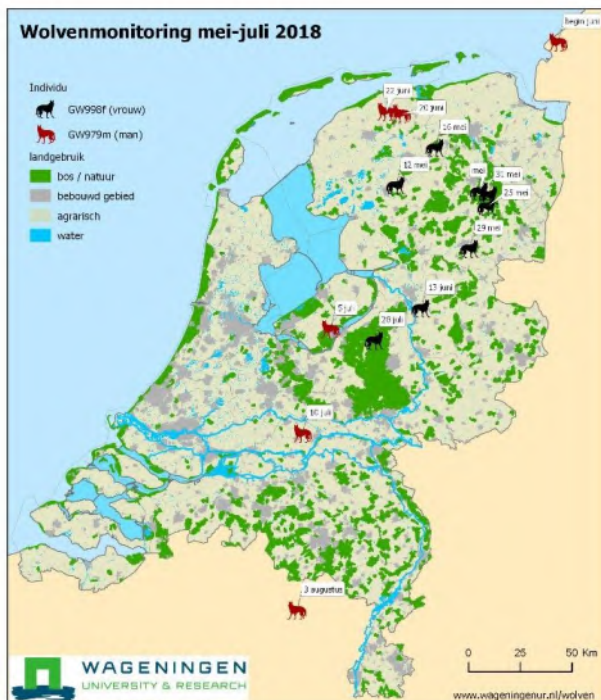 Wolvenmonitoring mei-juli 2018
begin juni
Individu
GW998f (vrouw)
GW979m (man)
landgebruik
bos / natuur
bebouwd gebied
agrarisch
water
22 juni
20 juni
16 mei
12 mei
mei
31 mei
25 mei
29 mei
13 juni
5 juli
28 juli
10 juli
3 augustus
0 25 50 Km
WAGENINGEN
UNIVERSITY & RESEARCH
www.wageningenur.nl/wolven